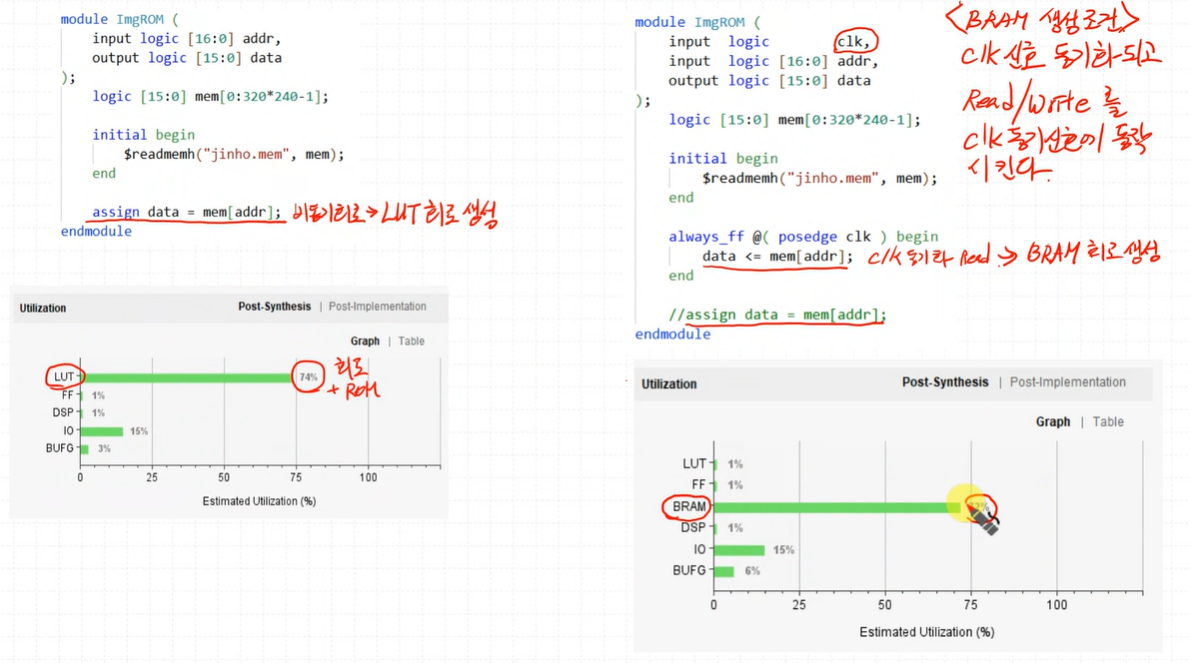 module ImgROM (
input logic [16:0] addr,
output logic [15:0] data
);
logic [15:0] mem[0:320*240-1];
initial begin
$readmemh("jinho.mem", mem);
end
assign data = mem[addr]; 비동기회로→LUT 회로 생성
endmodule
Utilization Post-Synthesis | Post-Implementation
Graph | Table
LUT 74% 회로
+ ROM
FF 1%
DSP 1%
IO 15%
BUFG 3%
0 25 50 75 100
Estimated Utilization (%)
module ImgROM (
input logic clk,
input logic [16:0] addr,
output logic [15:0] data
);
logic [15:0] mem[0:320*240-1];
initial begin
$readmemh("jinho.mem", mem);
end
always_ff @( posedge clk ) begin
data <= mem[addr]; clk 동기화 Read → BRAM 회로 생성
end
//assign data = mem[addr];
endmodule
<BRAM 생성조건>
clk 신호 동기화되고
Read/Write 를
clk 동기신호에 동작
시킨다.
Utilization Post-Synthesis | Post-Implementation
Graph | Table
LUT 1%
FF 1%
BRAM
DSP 1%
IO 15%
BUFG 6%
0 25 50 75 100
Estimated Utilization (%)